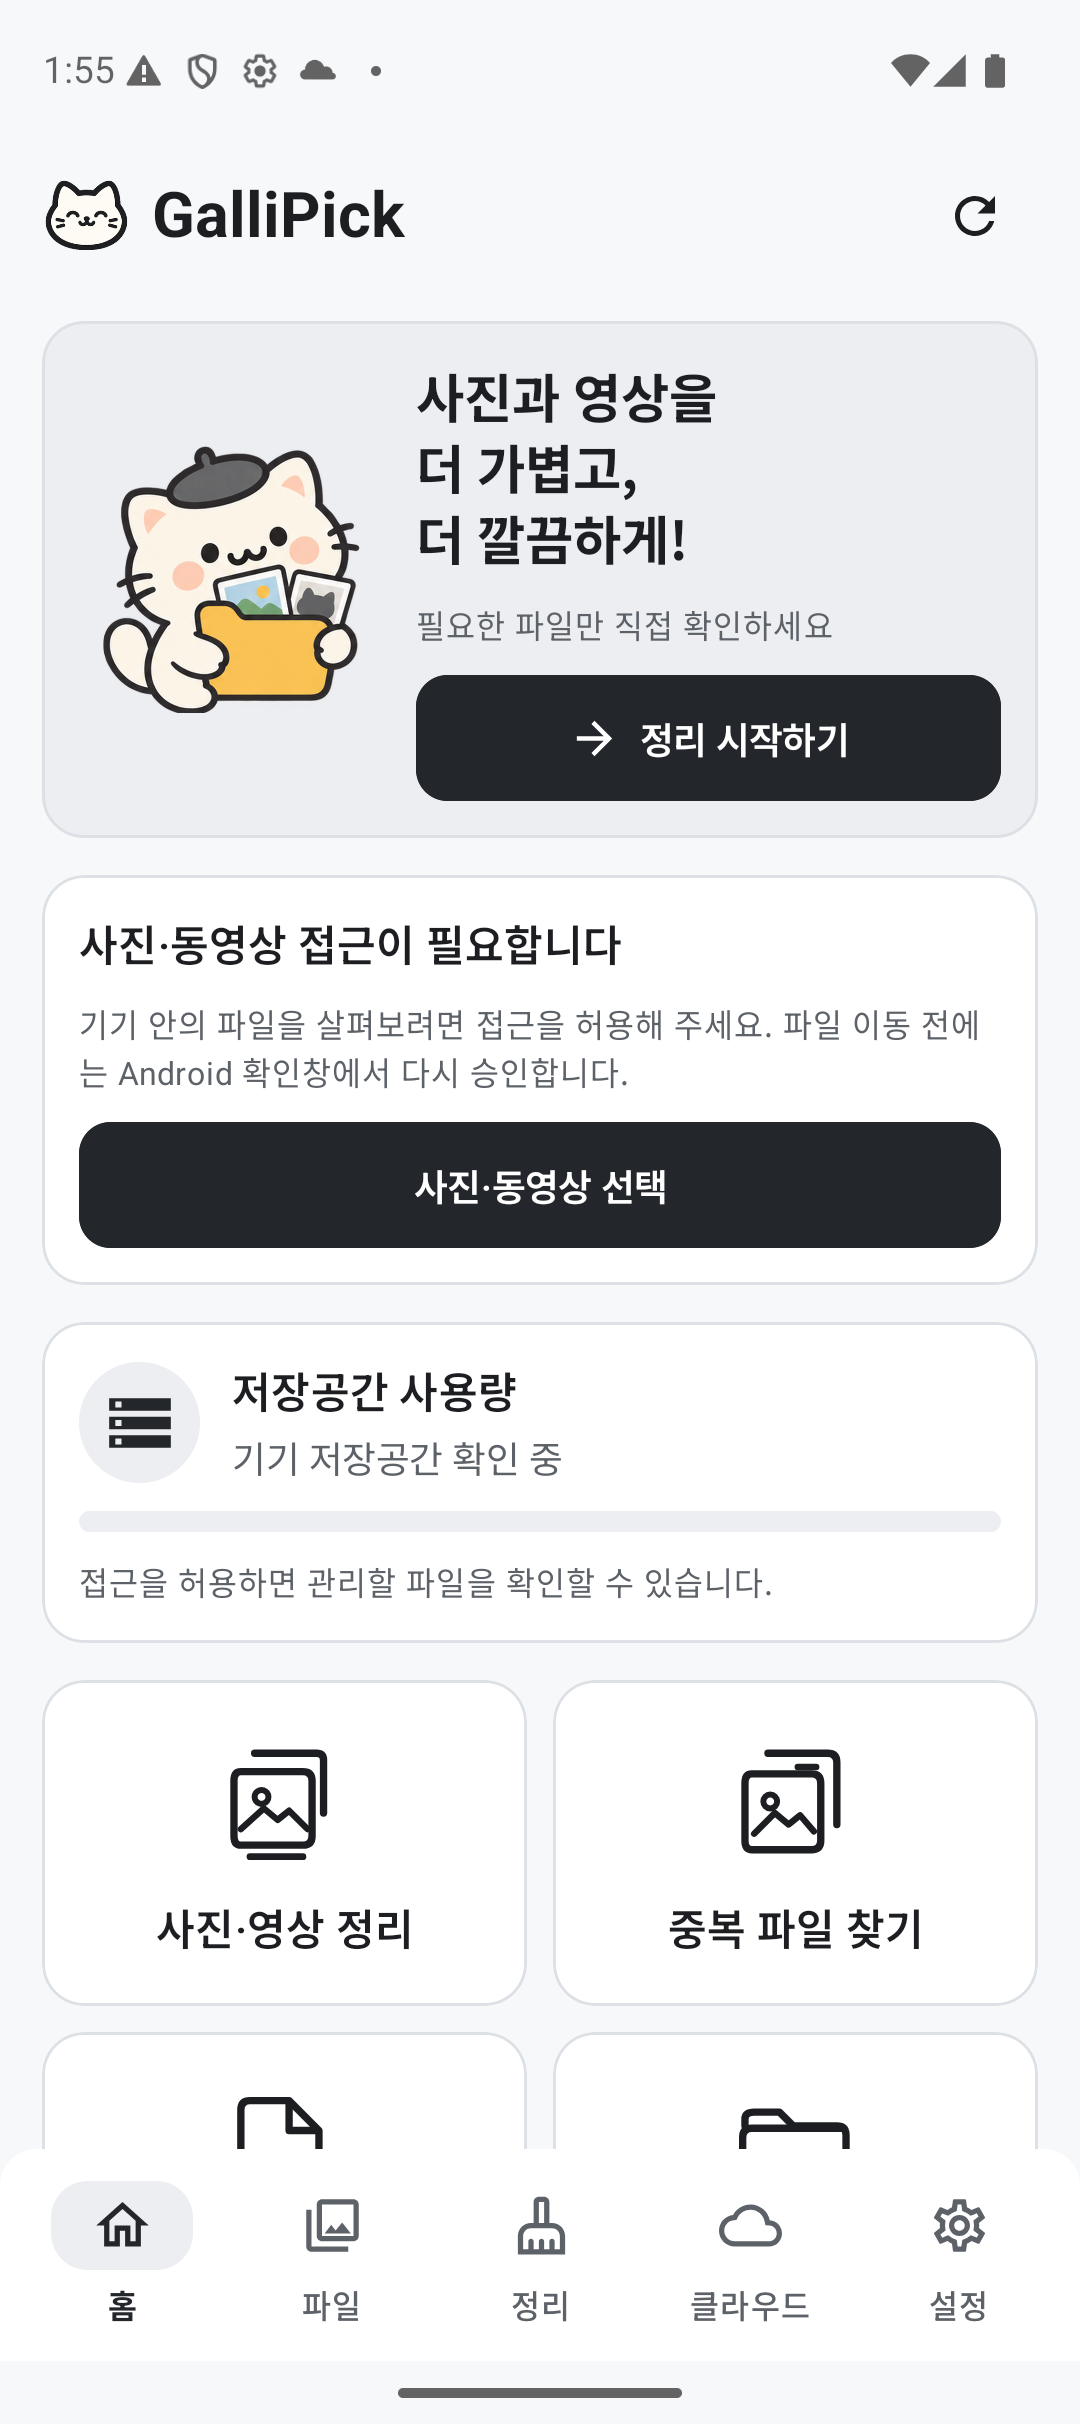 1:55
GalliPick
사진과 영상을
더 가볍고,
더 깔끔하게!
필요한 파일만 직접 확인하세요
정리 시작하기
사진·동영상 접근이 필요합니다
기기 안의 파일을 살펴보려면 접근을 허용해 주세요. 파일 이동 전에
는 Android 확인창에서 다시 승인합니다.
사진·동영상 선택
저장공간 사용량
기기 저장공간 확인 중
접근을 허용하면 관리할 파일을 확인할 수 있습니다.
사진·영상 정리
중복 파일 찾기
홈
파일
정리
클라우드
설정